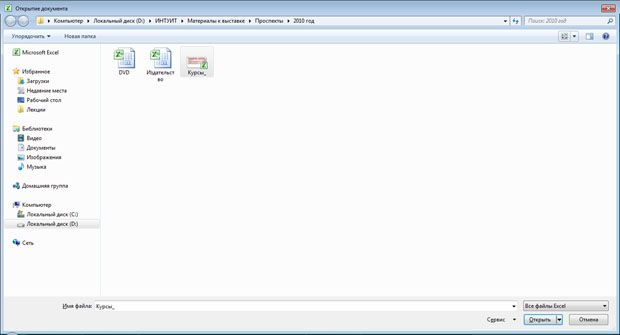 Открытие документа
Компьютер ▸ Локальный диск (D:) ▸ ИНТУИТ ▸ Материалы к выставке ▸ Проспекты ▸ 2010 год
Поиск: 2010 год
Упорядочить Новая папка
Microsoft Excel
Избранное
Загрузки
Недавние места
Рабочий стол
Лекции
Библиотеки
Видео
Документы
Изображения
Музыка
Домашняя группа
Компьютер
Локальный диск (C:)
Локальный диск (D:)
Сеть
DVD
Издательст
во
Курсы_
Имя файла: Курсы_
Все файлы Excel
Сервис Открыть Отмена